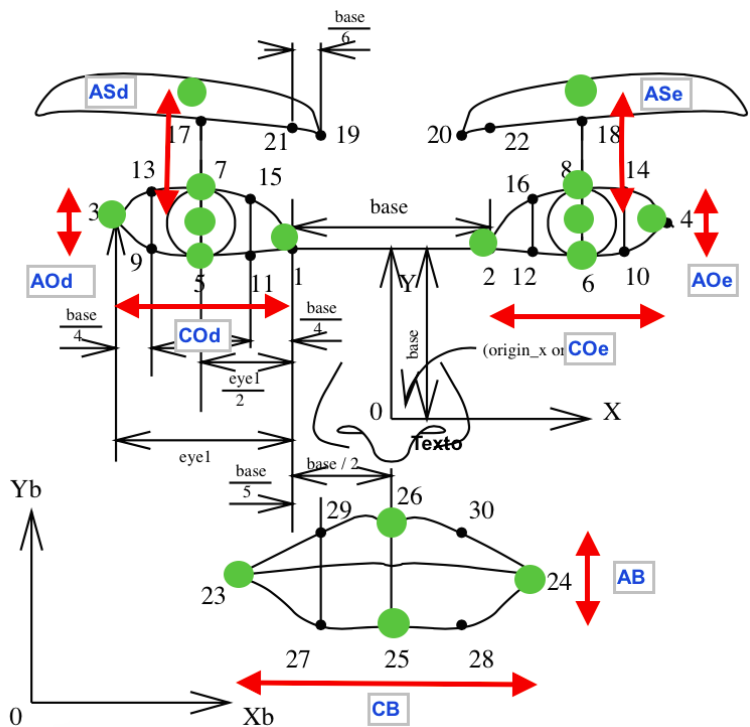 base
6
ASd
ASe
17
21
19
20
22
18
13
7
15
8
16
14
3
base
4
9
5
11
1
2
12
6
10
AOd
Y
AOe
base
4
COd
base
4
base
(origin_x or
COe
eye1
2
0
X
Texto
eye1
base
5
base / 2
Yb
29
26
30
23
24
AB
27
25
28
0
Xb
CB